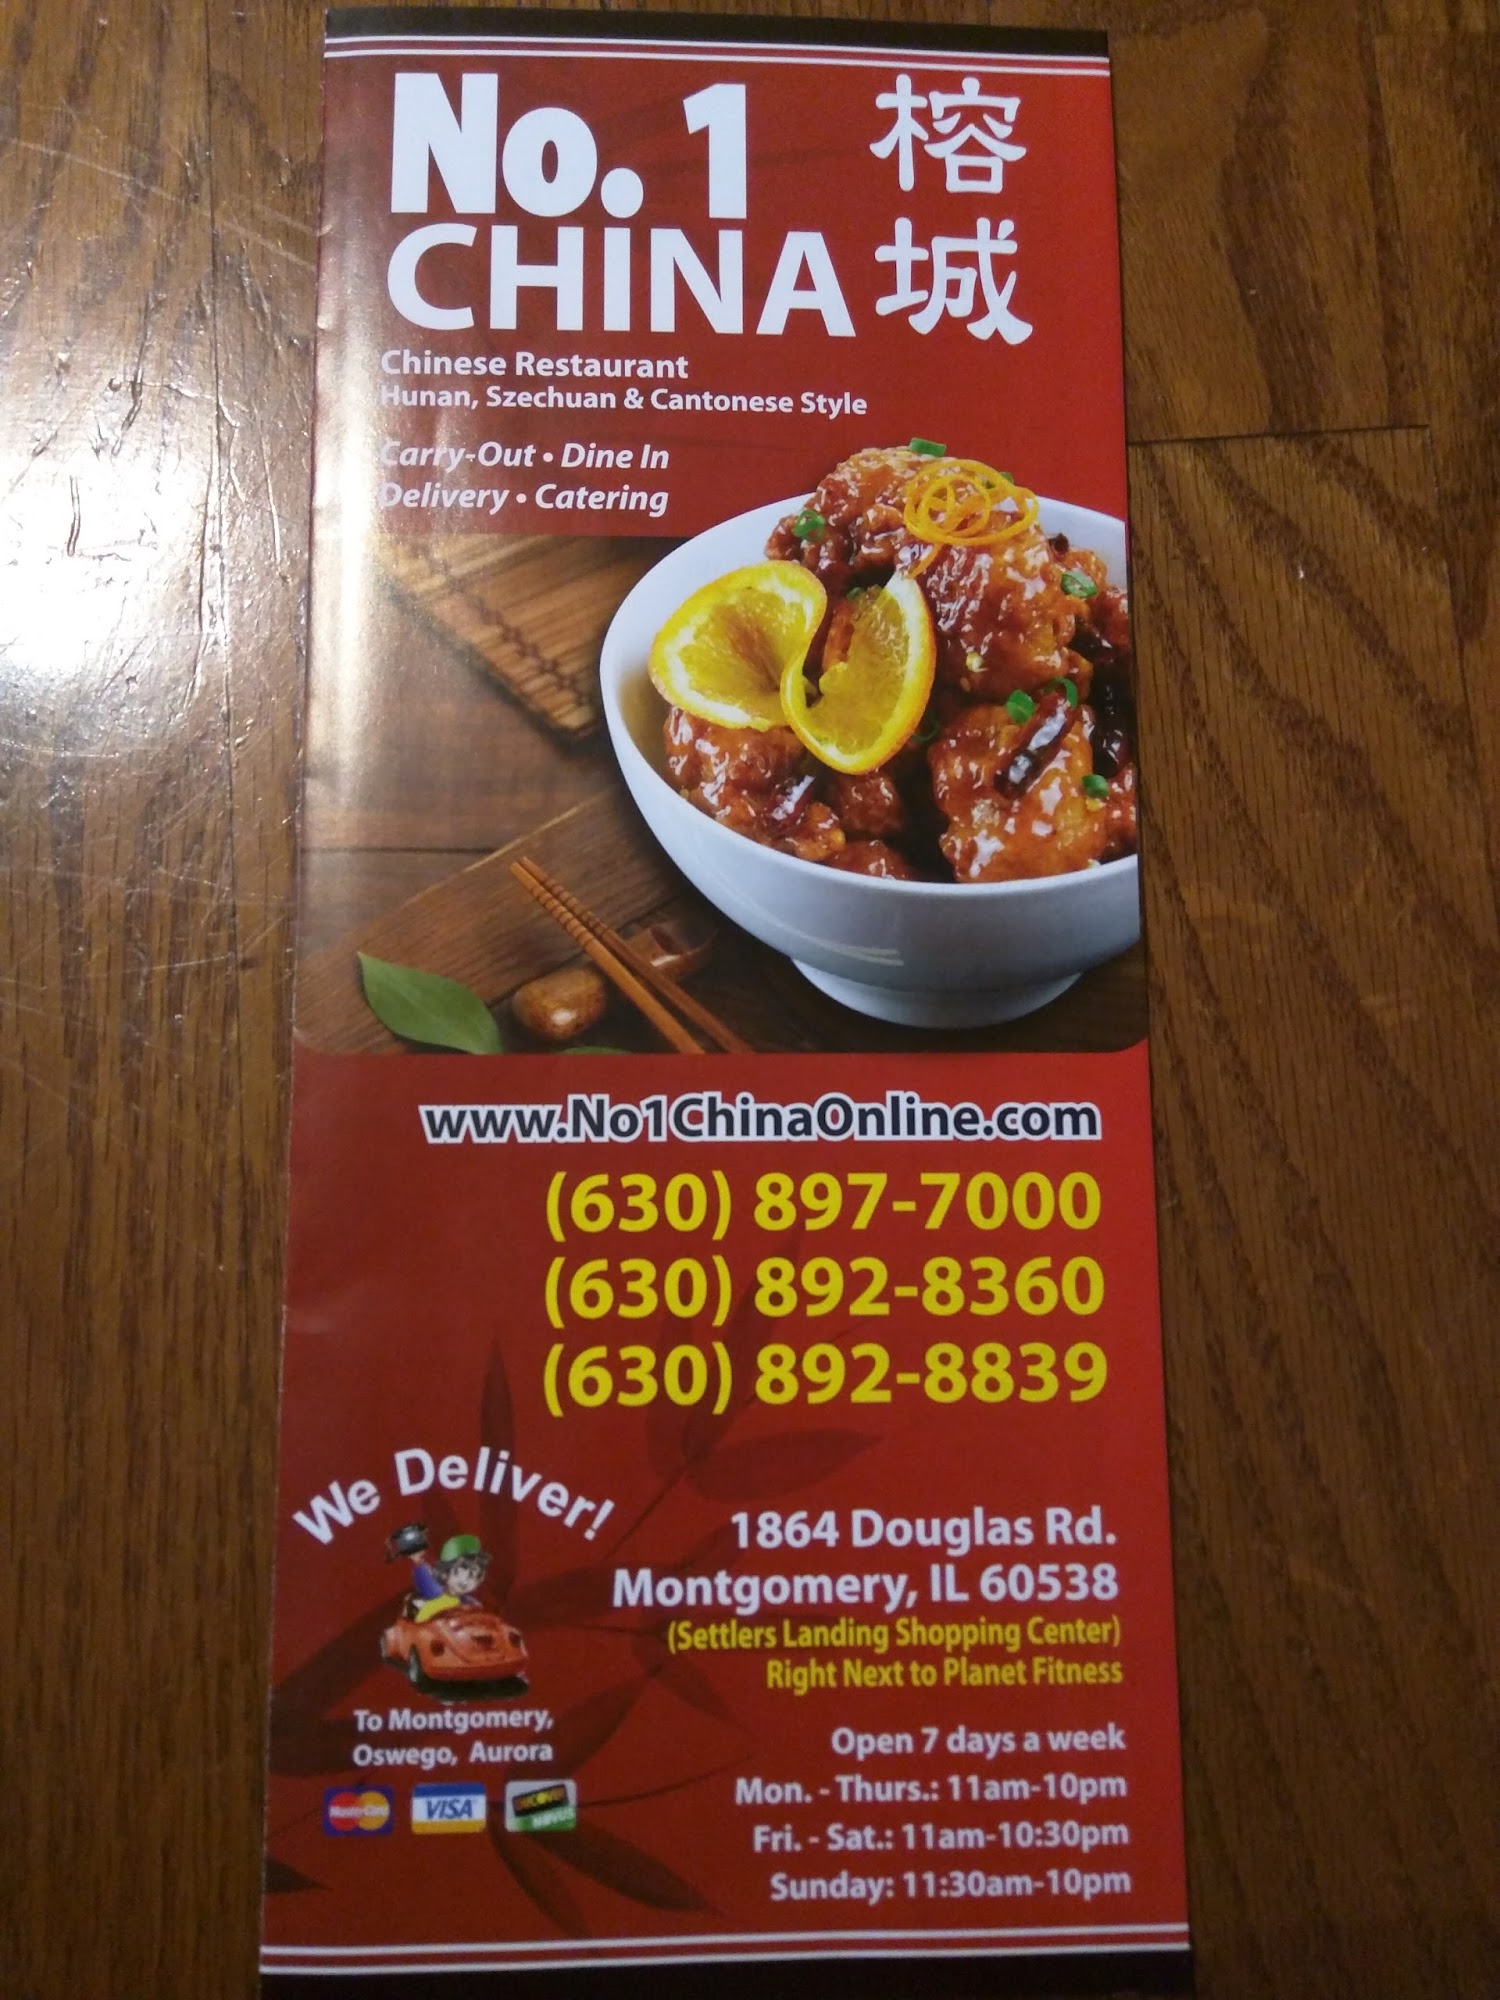 No. 1
CHINA
榕
城
Chinese Restaurant
Hunan, Szechuan & Cantonese Style
Carry-Out • Dine In
Delivery • Catering
www.No1ChinaOnline.com
(630) 897-7000
(630) 892-8360
(630) 892-8839
We Deliver!
To Montgomery,
Oswego, Aurora
MasterCard VISA DISCOVER
NOVUS
1864 Douglas Rd.
Montgomery, IL 60538
(Settlers Landing Shopping Center)
Right Next to Planet Fitness
Open 7 days a week
Mon. - Thurs.: 11am-10pm
Fri. - Sat.: 11am-10:30pm
Sunday: 11:30am-10pm